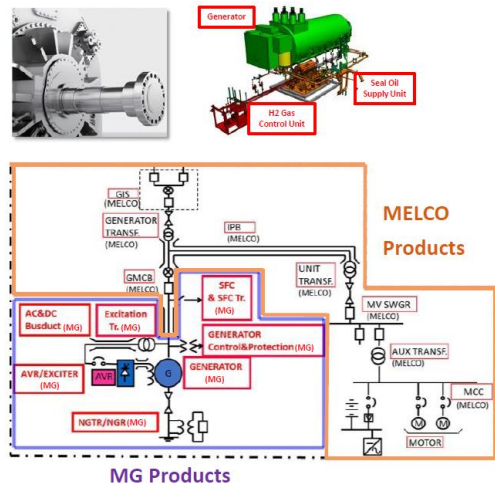 Generator
Seal Oil
Supply Unit
H2 Gas
Control Unit
MELCO
Products
GIS
(MELCO)
GENERATOR
TRANSF.
(MELCO)
IPB
(MELCO)
UNIT
TRANSF.
(MELCO)
GMCB
(MELCO)
SFC
& SFC Tr.
(MG)
MV SWGR
(MELCO)
AC&DC
Busduct (MG)
Excitation
Tr. (MG)
GENERATOR
Control&Protection(MG)
AUX TRANSF.
(MELCO)
AVR/EXCITER
(MG)
AVR
G
GENERATOR
(MG)
MCC
(MELCO)
NGTR/NGR(MG)
M
M
MOTOR
MG Products